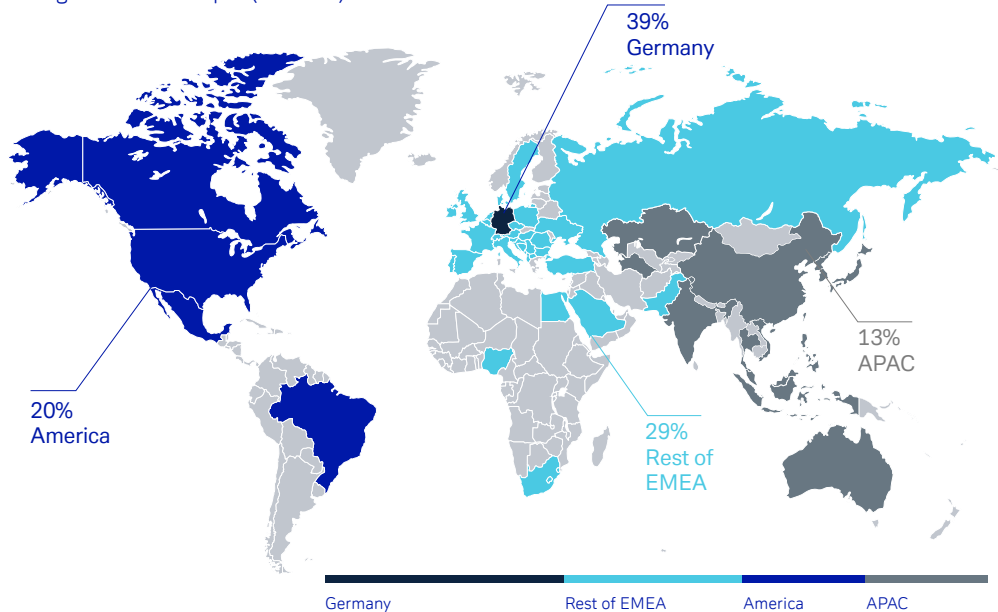 39%
Germany
13%
APAC
20%
America
29%
Rest of
EMEA
Germany
Rest of EMEA
America
APAC